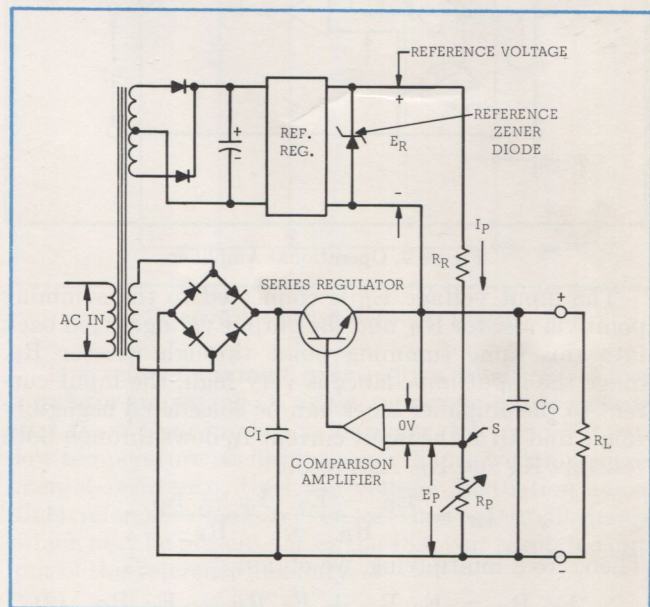 REFERENCE VOLTAGE
+
REF.
REG.
+
-
E_R
REFERENCE
ZENER
DIODE
-
I_P
R_R
SERIES REGULATOR
+
AC IN
C_I
0V
S
C_O
R_L
COMPARISON
AMPLIFIER
E_P
R_P
-